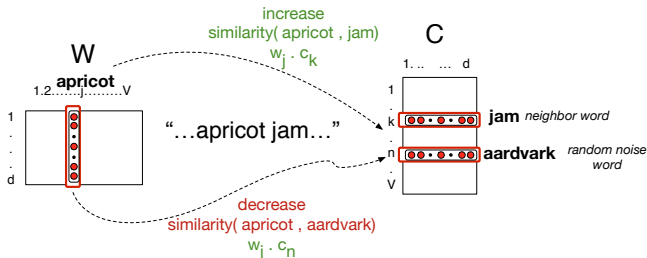 increase
similarity( apricot , jam)
wj . ck
W
C
apricot
1.2........j.........V
1. .. ... d
1
.
.
.
d
“...apricot jam...”
1
.
k
.
n
.
V
jam neighbor word
aardvark random noise
word
decrease
similarity( apricot , aardvark)
wj . cn